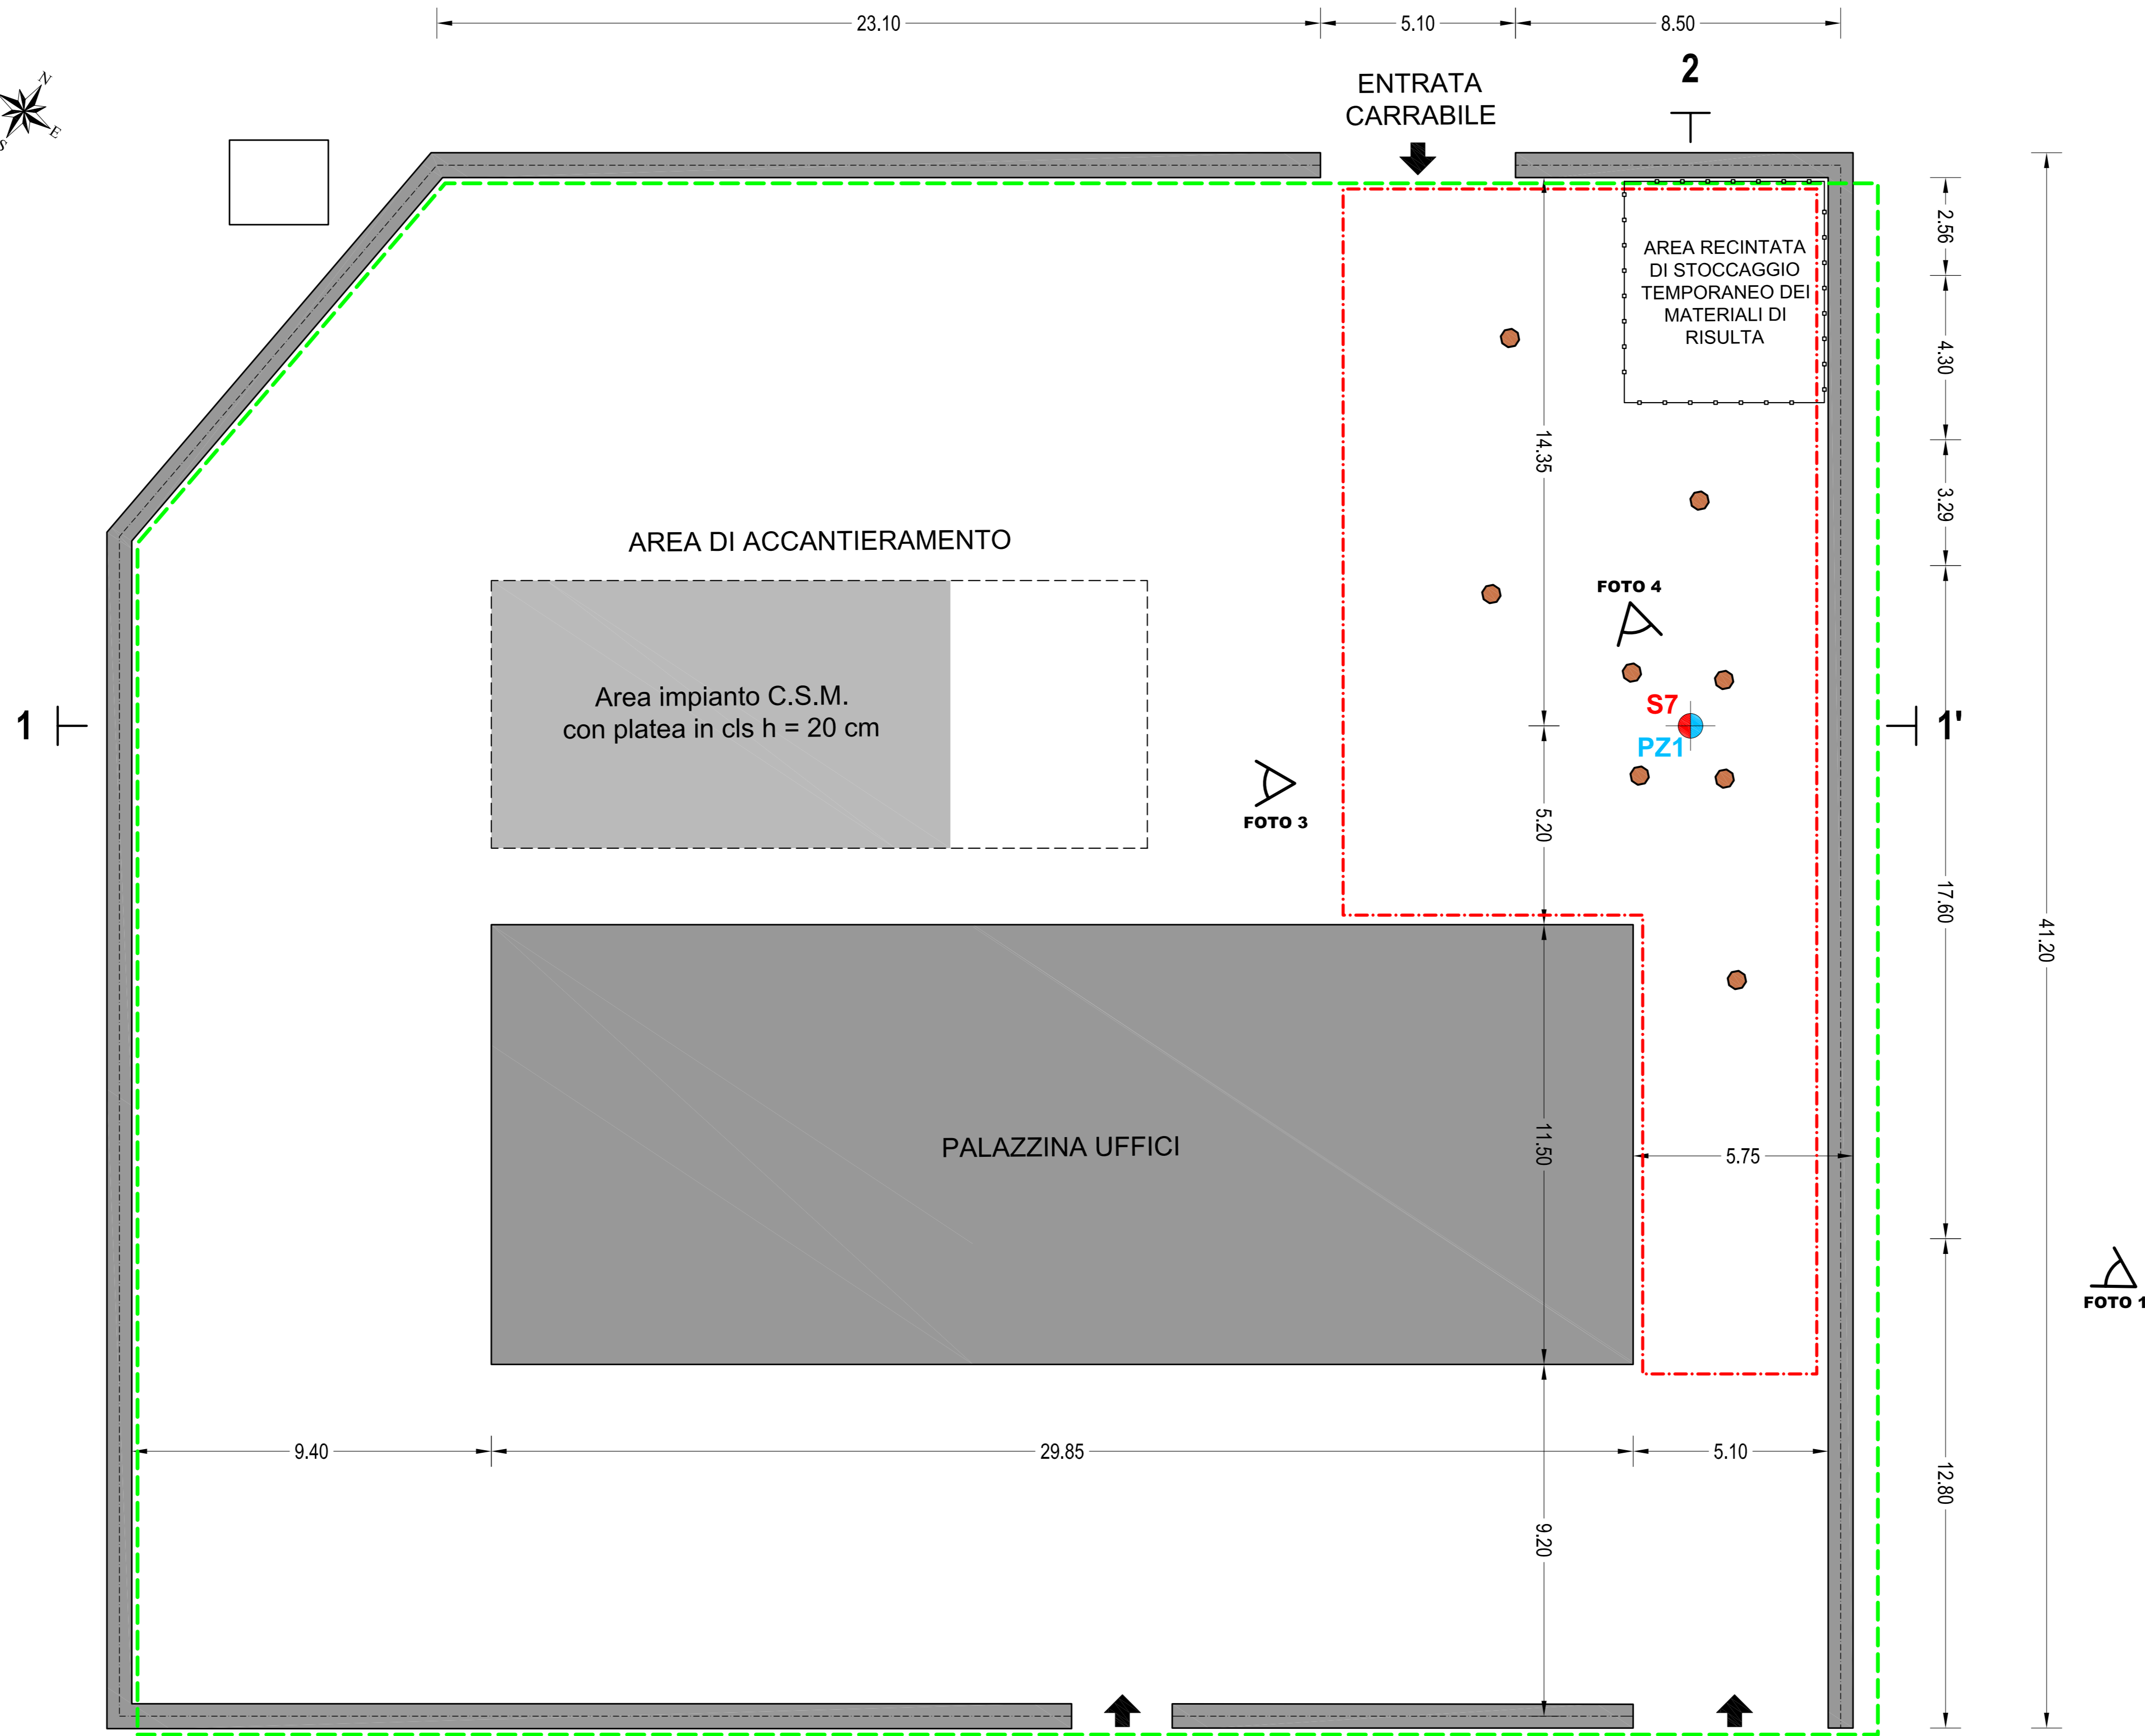 23.10
5.10
8.50
2
N
E
S
ENTRATA
CARRABILE
2.56
AREA RECINTATA
DI STOCCAGGIO
TEMPORANEO DEI
MATERIALI DI
RISULTA
4.30
14.35
3.29
AREA DI ACCANTIERAMENTO
FOTO 4
Area impianto C.S.M.
con platea in cls h = 20 cm
1
S7
PZ1
1'
FOTO 3
5.20
17.60
41.20
PALAZZINA UFFICI
11.50
5.75
FOTO 1
9.40
29.85
5.10
12.80
9.20